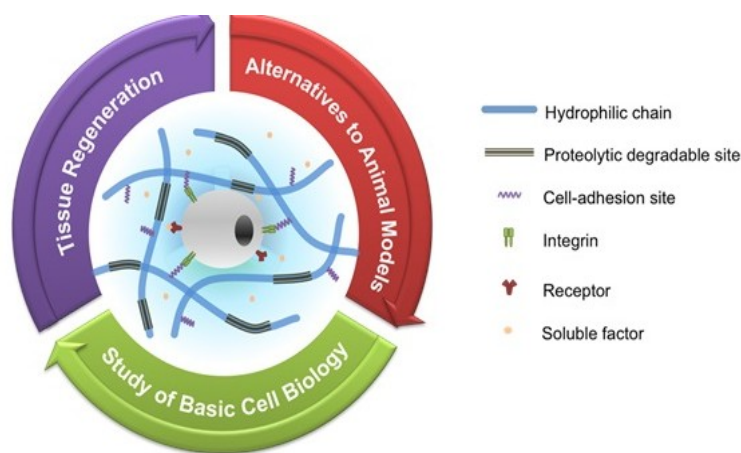 Tissue Regeneration
Alternatives to Animal Models
Study of Basic Cell Biology
Hydrophilic chain
Proteolytic degradable site
Cell-adhesion site
Integrin
Receptor
Soluble factor